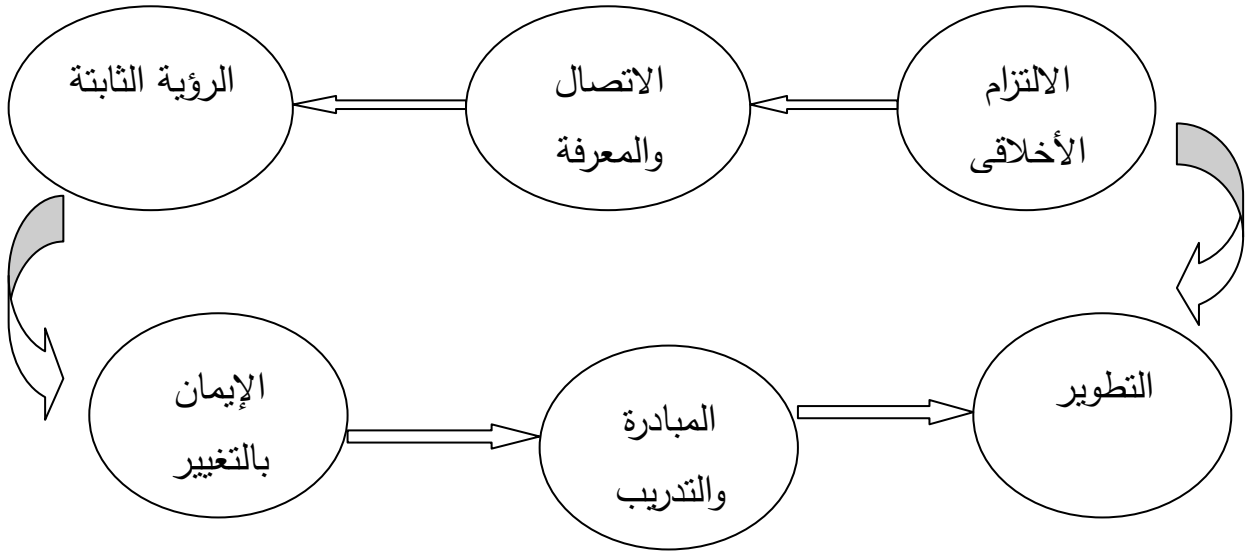 الالتزام
الأخلاقى
الاتصال
والمعرفة
الرؤية الثابتة
الإيمان
بالتغيير
المبادرة
والتدريب
التطوير